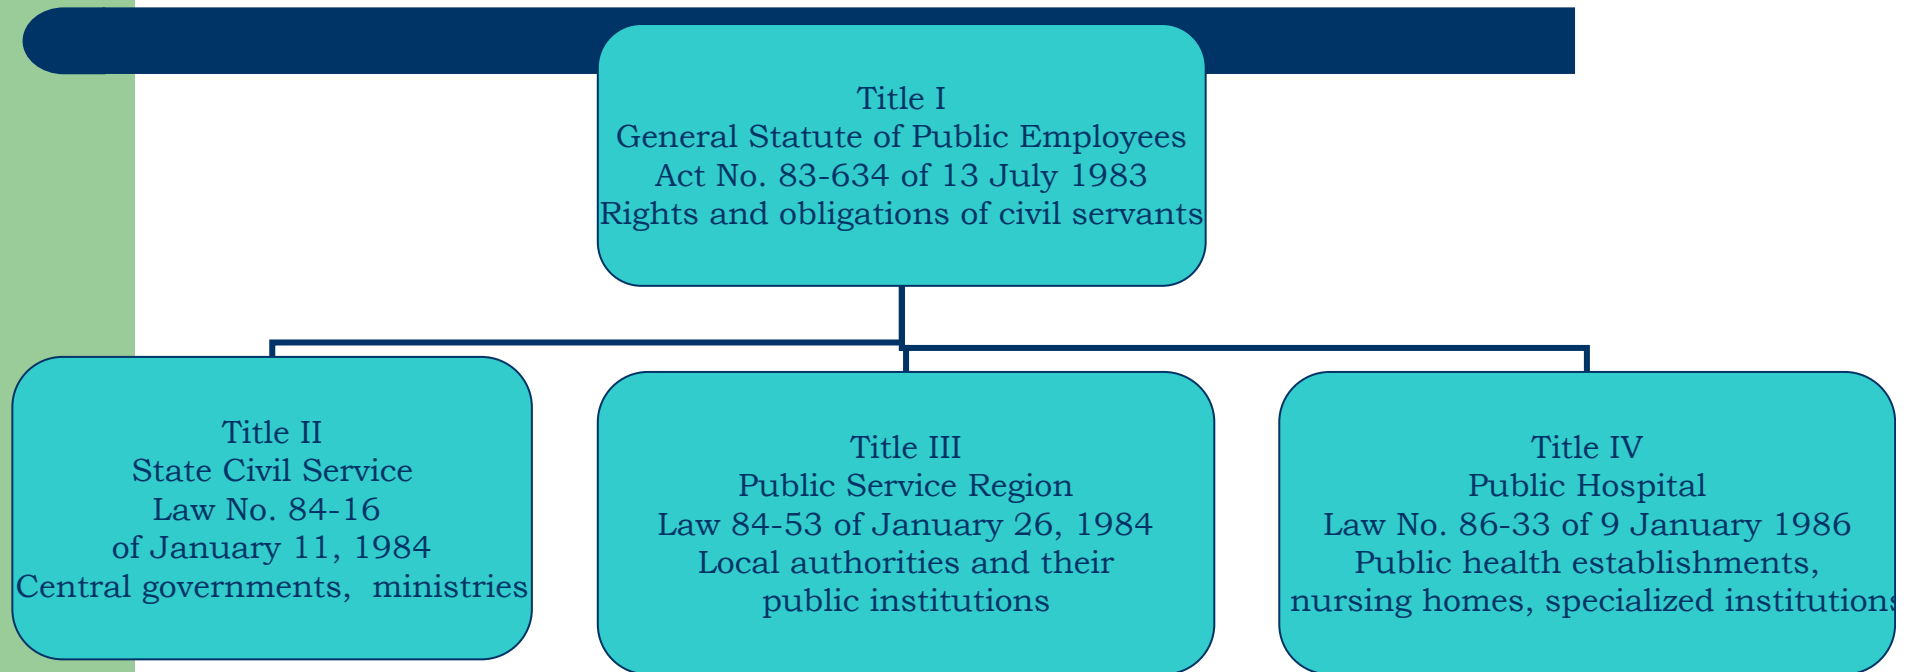 Title I
General Statute of Public Employees
Act No. 83-634 of 13 July 1983
Rights and obligations of civil servants
Title II
State Civil Service
Law No. 84-16
of January 11, 1984
Central governments, ministries
Title III
Public Service Region
Law 84-53 of January 26, 1984
Local authorities and their
public institutions
Title IV
Public Hospital
Law No. 86-33 of 9 January 1986
Public health establishments,
nursing homes, specialized institutions